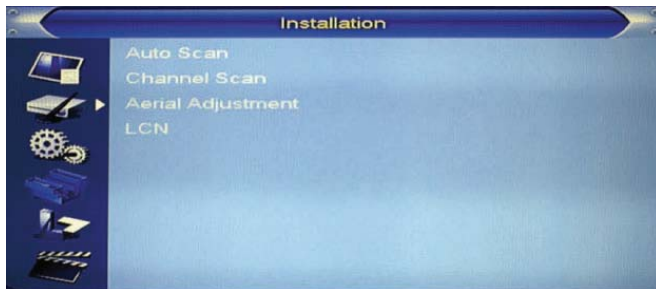 Installation
Auto Scan
Channel Scan
Aerial Adjustment
LCN